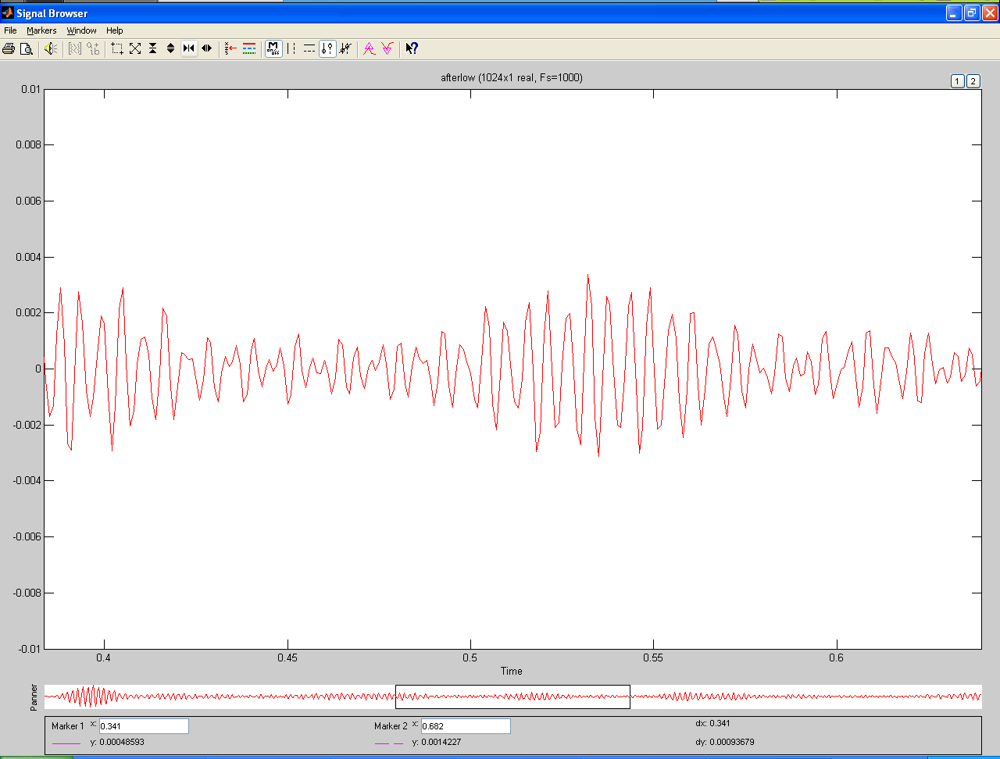 Signal Browser
File Markers Window Help
afterlow (1024x1 real, Fs=1000)
1 2
0.01
0.008
0.006
0.004
0.002
0
-0.002
-0.004
-0.006
-0.008
-0.01
0.4 0.45 0.5 0.55 0.6
Time
Panner
Marker 1 x: 0.341 Marker 2 x: 0.682 dx: 0.341
y: 0.00048593 y: 0.0014227 dy: 0.00093679